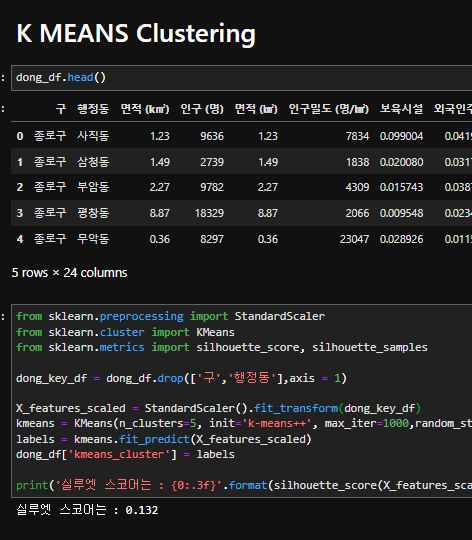 K MEANS Clustering
: dong_df.head()
: 구 행정동 면적 (k㎡) 인구 (명) 면적 (㎢) 인구밀도 (명/㎢) 보육시설 외국인주
0 종로구 사직동 1.23 9636 1.23 7834 0.099004 0.0419
1 종로구 삼청동 1.49 2739 1.49 1838 0.020080 0.0317
2 종로구 부암동 2.27 9782 2.27 4309 0.015743 0.0387
3 종로구 평창동 8.87 18329 8.87 2066 0.009548 0.0234
4 종로구 무악동 0.36 8297 0.36 23047 0.028926 0.0115
5 rows × 24 columns
: from sklearn.preprocessing import StandardScaler
from sklearn.cluster import KMeans
from sklearn.metrics import silhouette_score, silhouette_samples
dong_key_df = dong_df.drop(['구','행정동'],axis = 1)
X_features_scaled = StandardScaler().fit_transform(dong_key_df)
kmeans = KMeans(n_clusters=5, init='k-means++', max_iter=1000,random_st
labels = kmeans.fit_predict(X_features_scaled)
dong_df['kmeans_cluster'] = labels
print('실루엣 스코어는 : {0:.3f}'.format(silhouette_score(X_features_sca
실루엣 스코어는 : 0.132